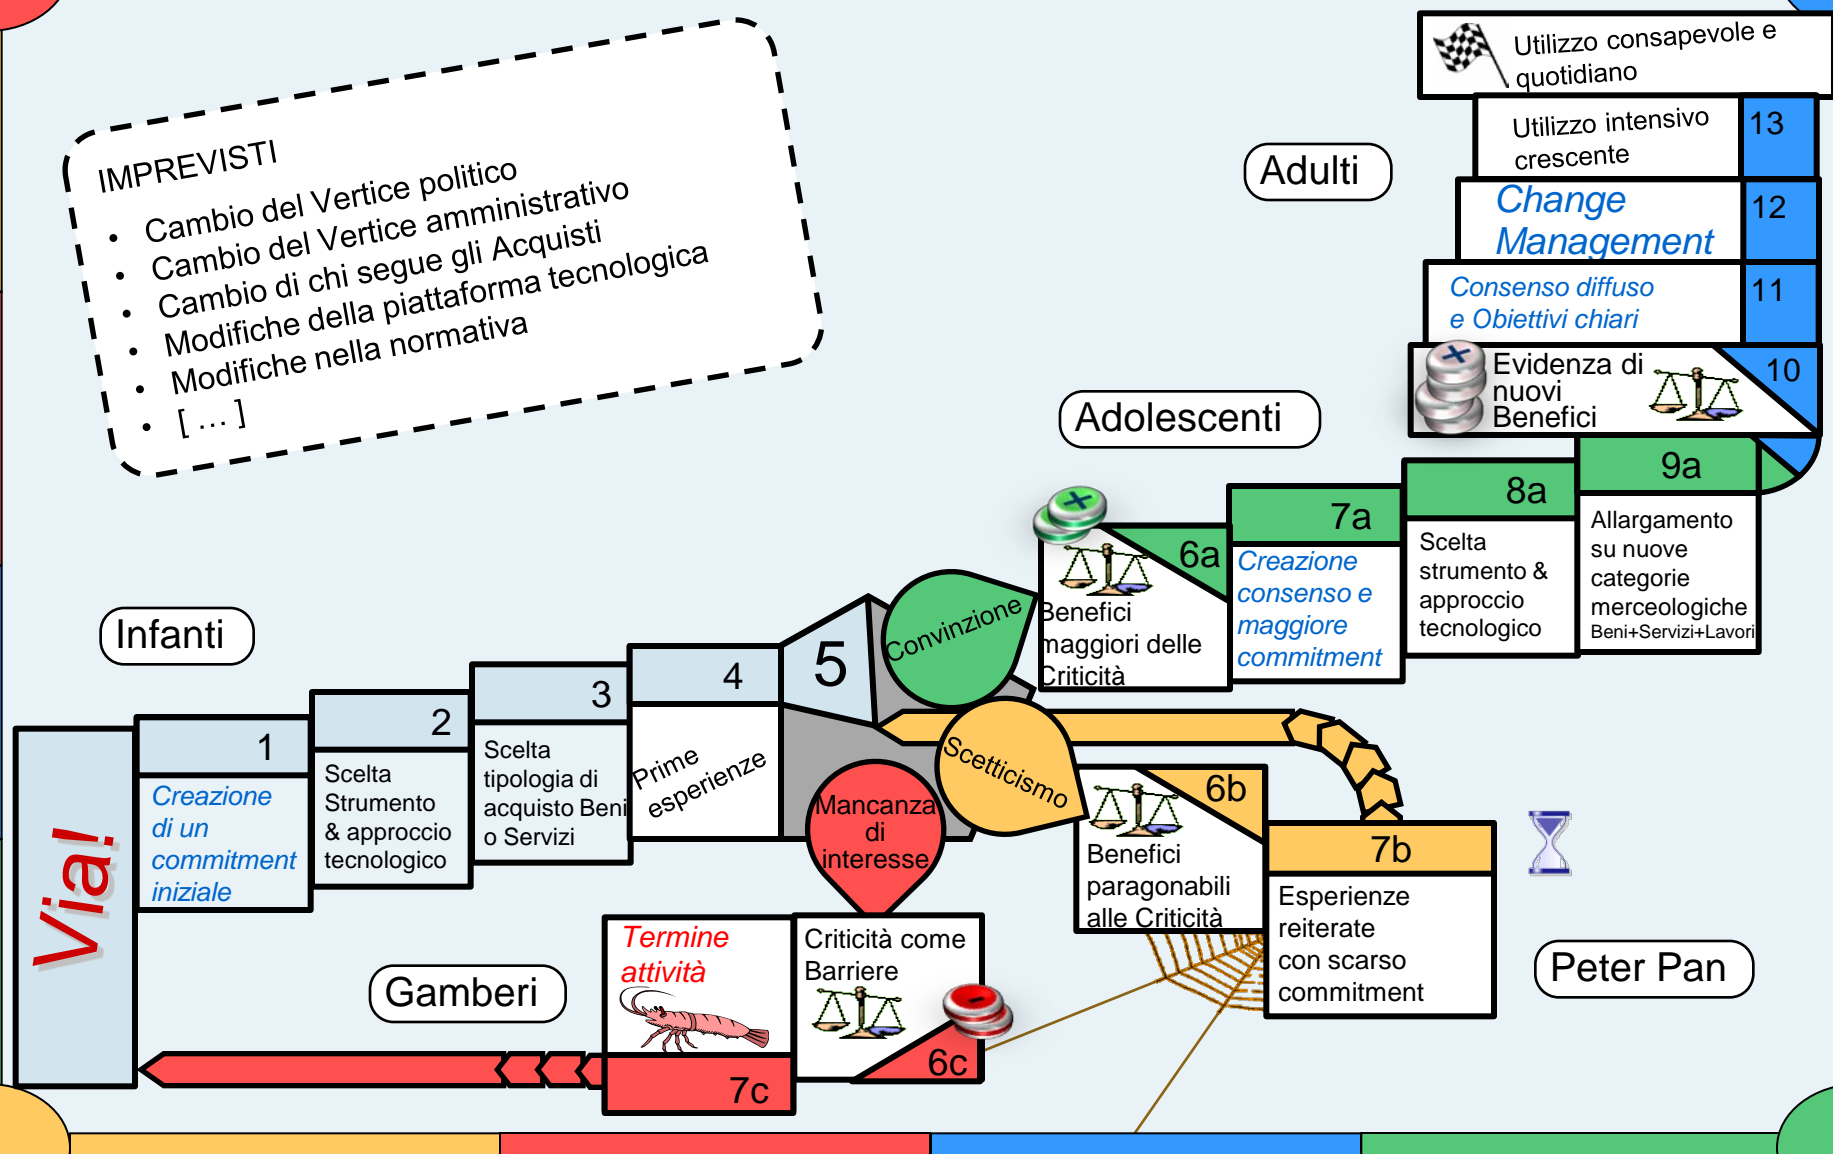 IMPREVISTI
• Cambio del Vertice politico
• Cambio del Vertice amministrativo
• Cambio di chi segue gli Acquisti
• Modifiche della piattaforma tecnologica
• Modifiche nella normativa
• [ ... ]
Utilizzo consapevole e
quotidiano
Utilizzo intensivo
crescente
13
Adulti
Change
Management
12
Consenso diffuso
e Obiettivi chiari
11
Evidenza di
nuovi
Benefici
10
Adolescenti
9a
Allargamento
su nuove
categorie
merceologiche
Beni+Servizi+Lavori
8a
Scelta
strumento &
approccio
tecnologico
7a
Creazione
consenso e
maggiore
commitment
6a
Benefici
maggiori delle
Criticità
Infanti
Via!
1
Creazione
di un
commitment
iniziale
2
Scelta
Strumento
& approccio
tecnologico
3
Scelta
tipologia di
acquisto Beni
o Servizi
4
Prime
esperienze
5
Convinzione
Scetticismo
Mancanza
di
interesse
6b
Benefici
paragonabili
alle Criticità
7b
Esperienze
reiterate
con scarso
commitment
Peter Pan
Gamberi
Termine
attività
7c
Criticità come
Barriere
6c